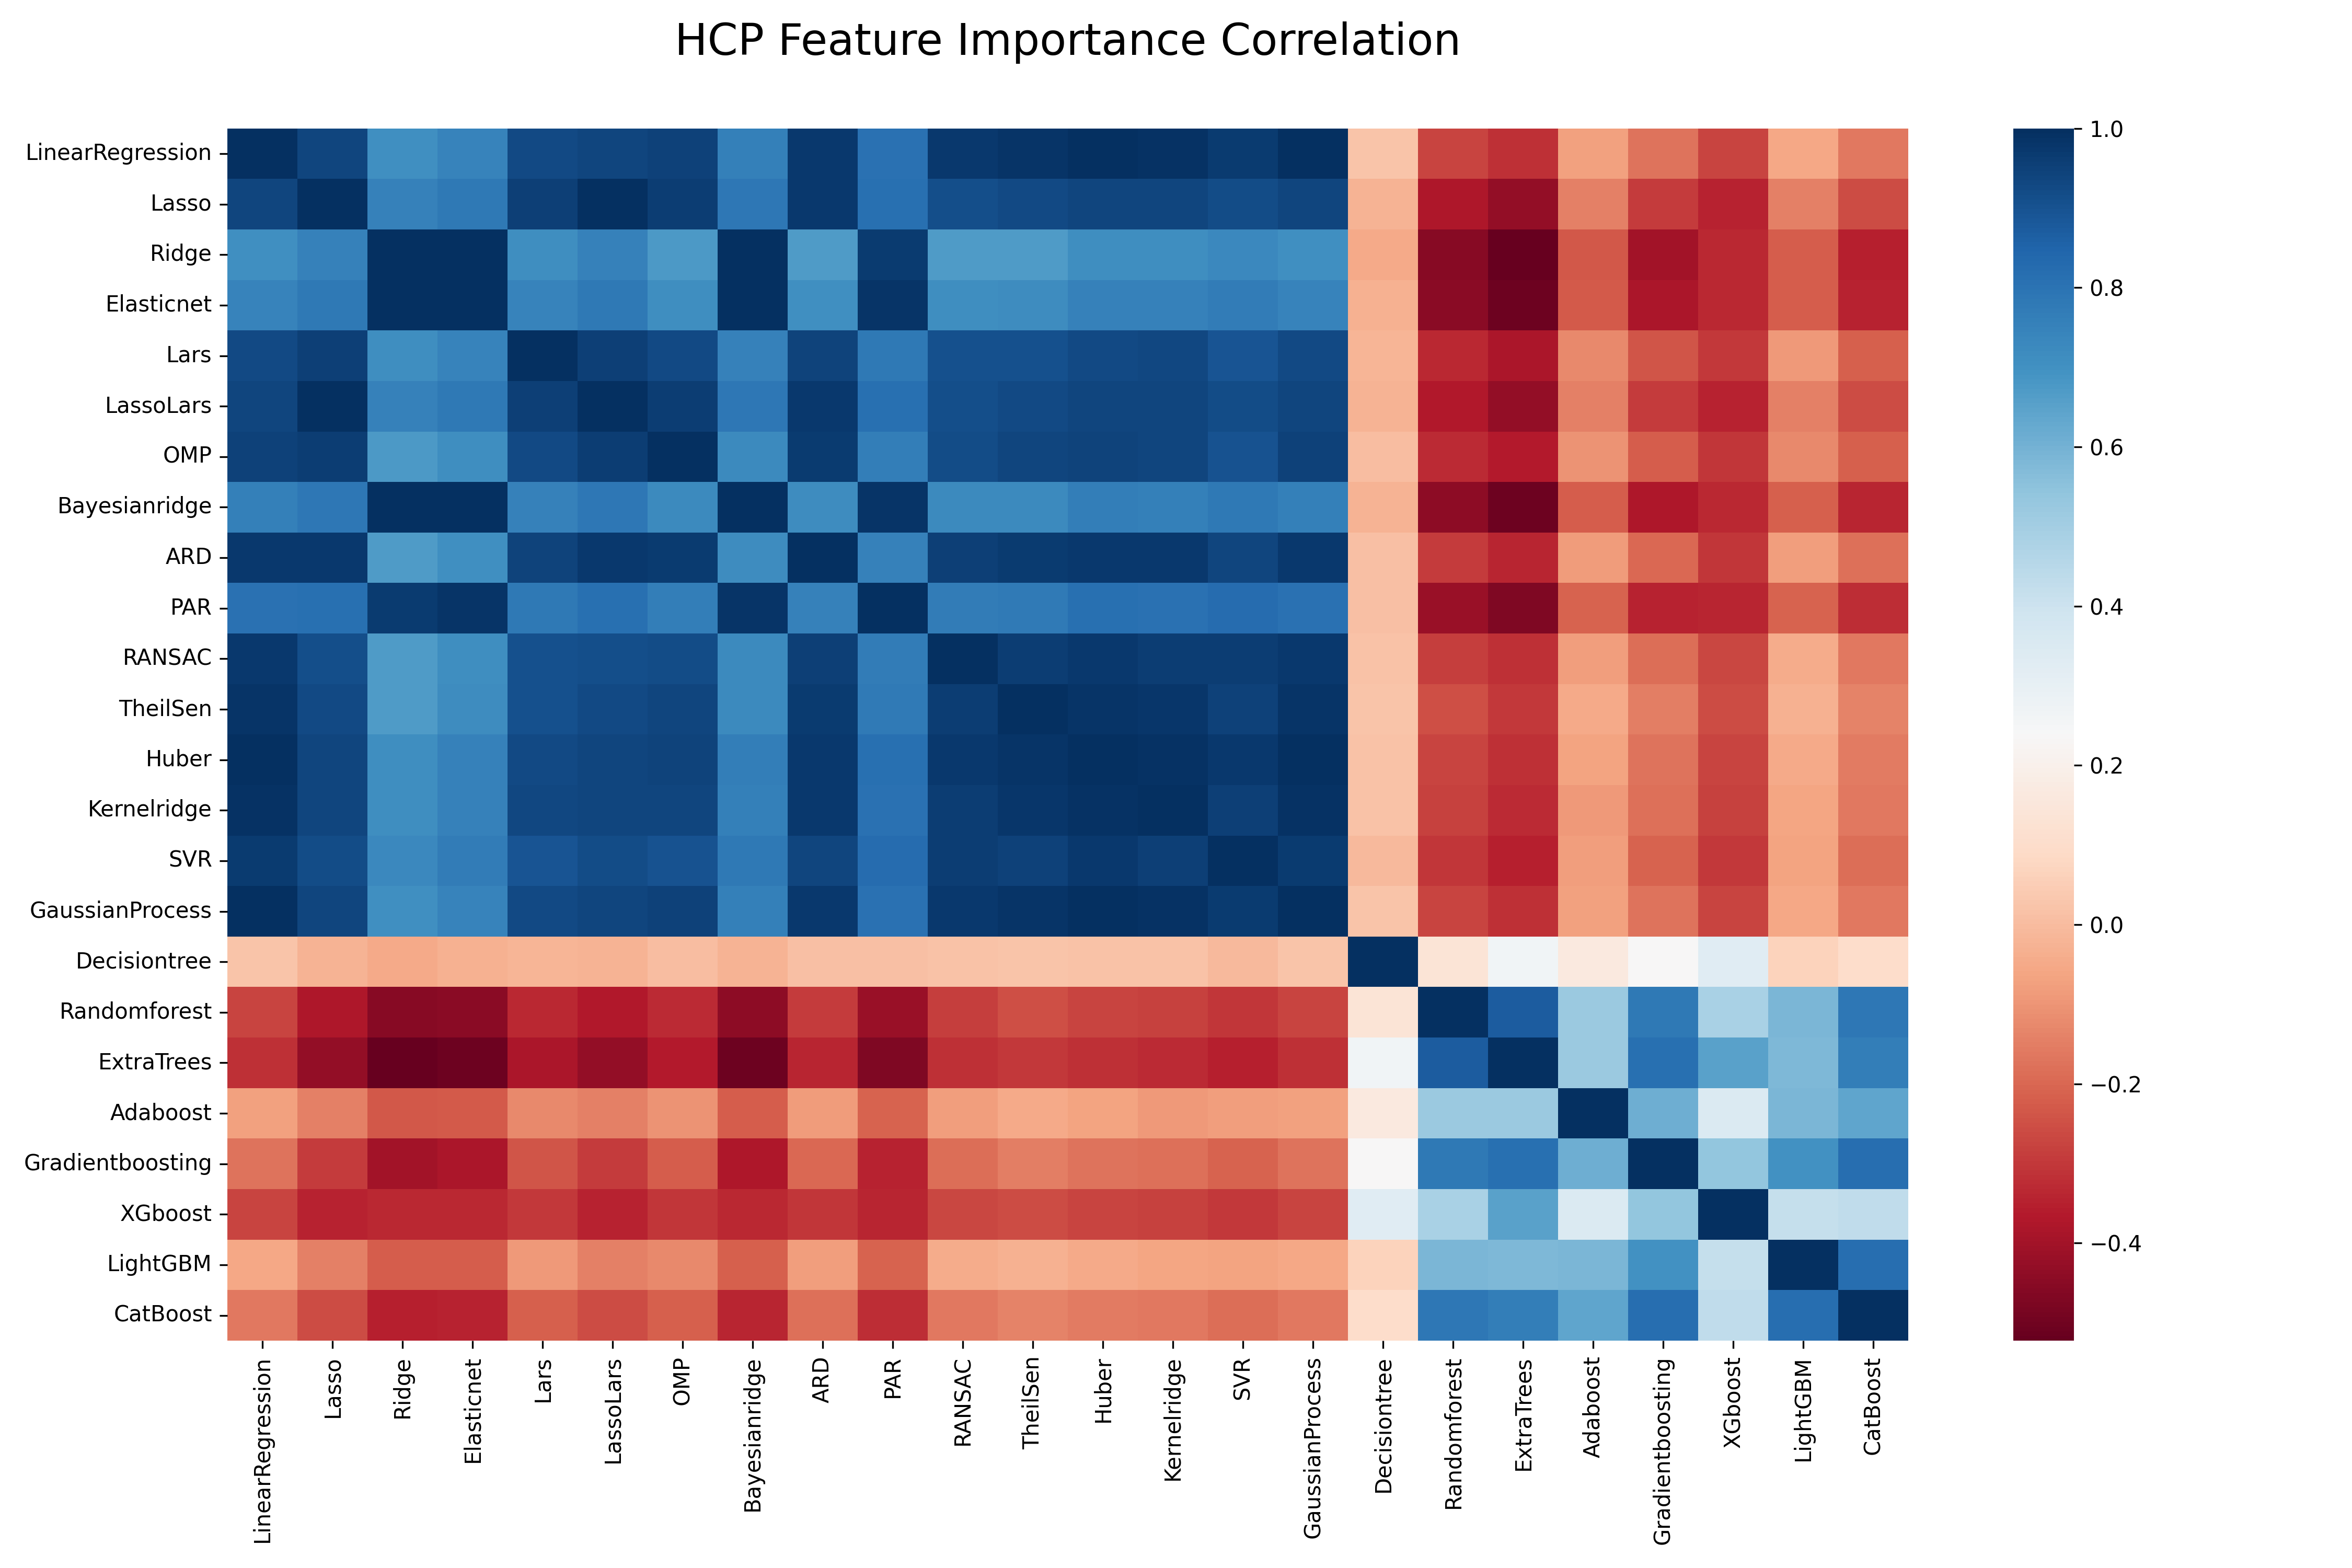 HCP Feature Importance Correlation
LinearRegression
Lasso
Ridge
Elasticnet
Lars
LassoLars
OMP
Bayesianridge
ARD
PAR
RANSAC
TheilSen
Huber
Kernelridge
SVR
GaussianProcess
Decisiontree
Randomforest
ExtraTrees
Adaboost
Gradientboosting
XGboost
LightGBM
CatBoost
LinearRegression
Lasso
Ridge
Elasticnet
Lars
LassoLars
OMP
Bayesianridge
ARD
PAR
RANSAC
TheilSen
Huber
Kernelridge
SVR
GaussianProcess
Decisiontree
Randomforest
ExtraTrees
Adaboost
Gradientboosting
XGboost
LightGBM
CatBoost
1.0
0.8
0.6
0.4
0.2
0.0
−0.2
−0.4